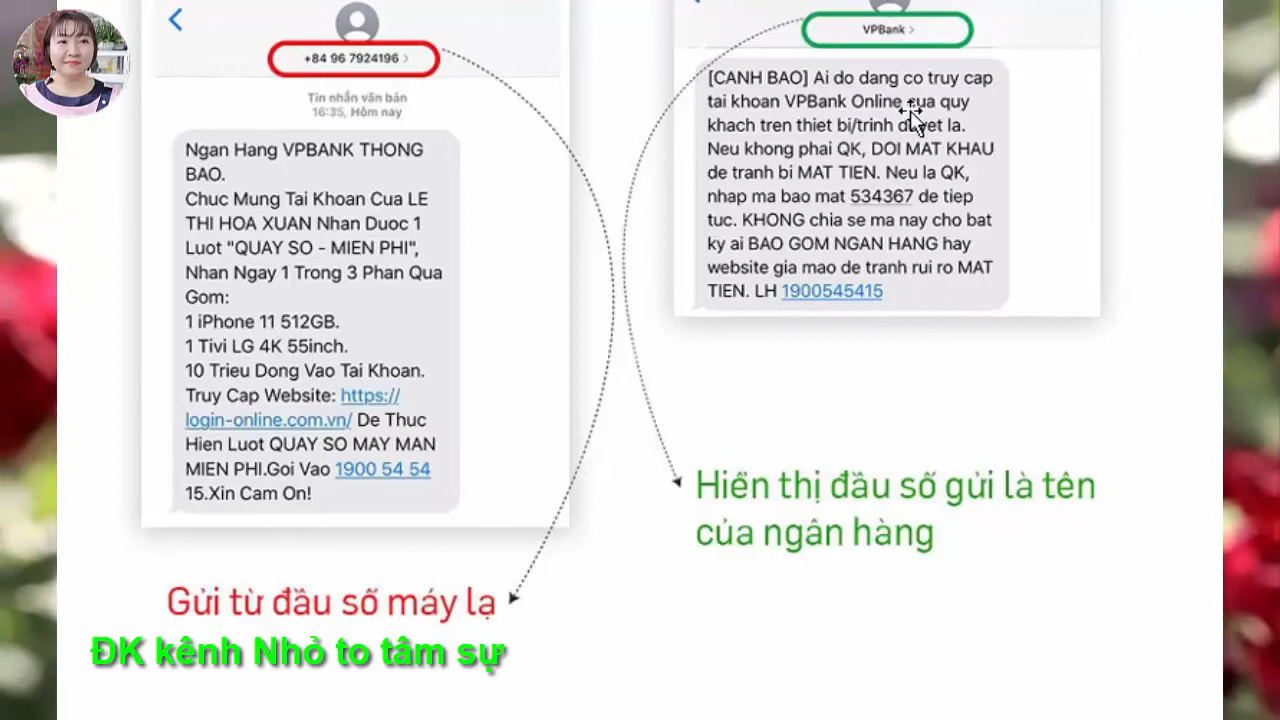 +84 96 7924196 >
Tin nhắn văn bản
16:35, Hôm nay
Ngan Hang VPBANK THONG
BAO.
Chuc Mung Tai Khoan Cua LE
THI HOA XUAN Nhan Duoc 1
Luot "QUAY SO - MIEN PHI",
Nhan Ngay 1 Trong 3 Phan Qua
Gom:
1 iPhone 11 512GB.
1 Tivi LG 4K 55inch.
10 Trieu Dong Vao Tai Khoan.
Truy Cap Website: https://
login-online.com.vn/ De Thuc
Hien Luot QUAY SO MAY MAN
MIEN PHI.Goi Vao 1900 54 54
15.Xin Cam On!
Gửi từ đầu số máy lạ
ĐK kênh Nhỏ to tâm sự
VPBank >
[CANH BAO] Ai do dang co truy cap
tai khoan VPBank Online cua quy
khach tren thiet bi/trinh duyet la.
Neu khong phai QK, DOI MAT KHAU
de tranh bi MAT TIEN. Neu la QK,
nhap ma bao mat 534367 de tiep
tuc. KHONG chia se ma nay cho bat
ky ai BAO GOM NGAN HANG hay
website gia mao de tranh rui ro MAT
TIEN. LH 1900545415
Hiển thị đầu số gửi là tên
của ngân hàng